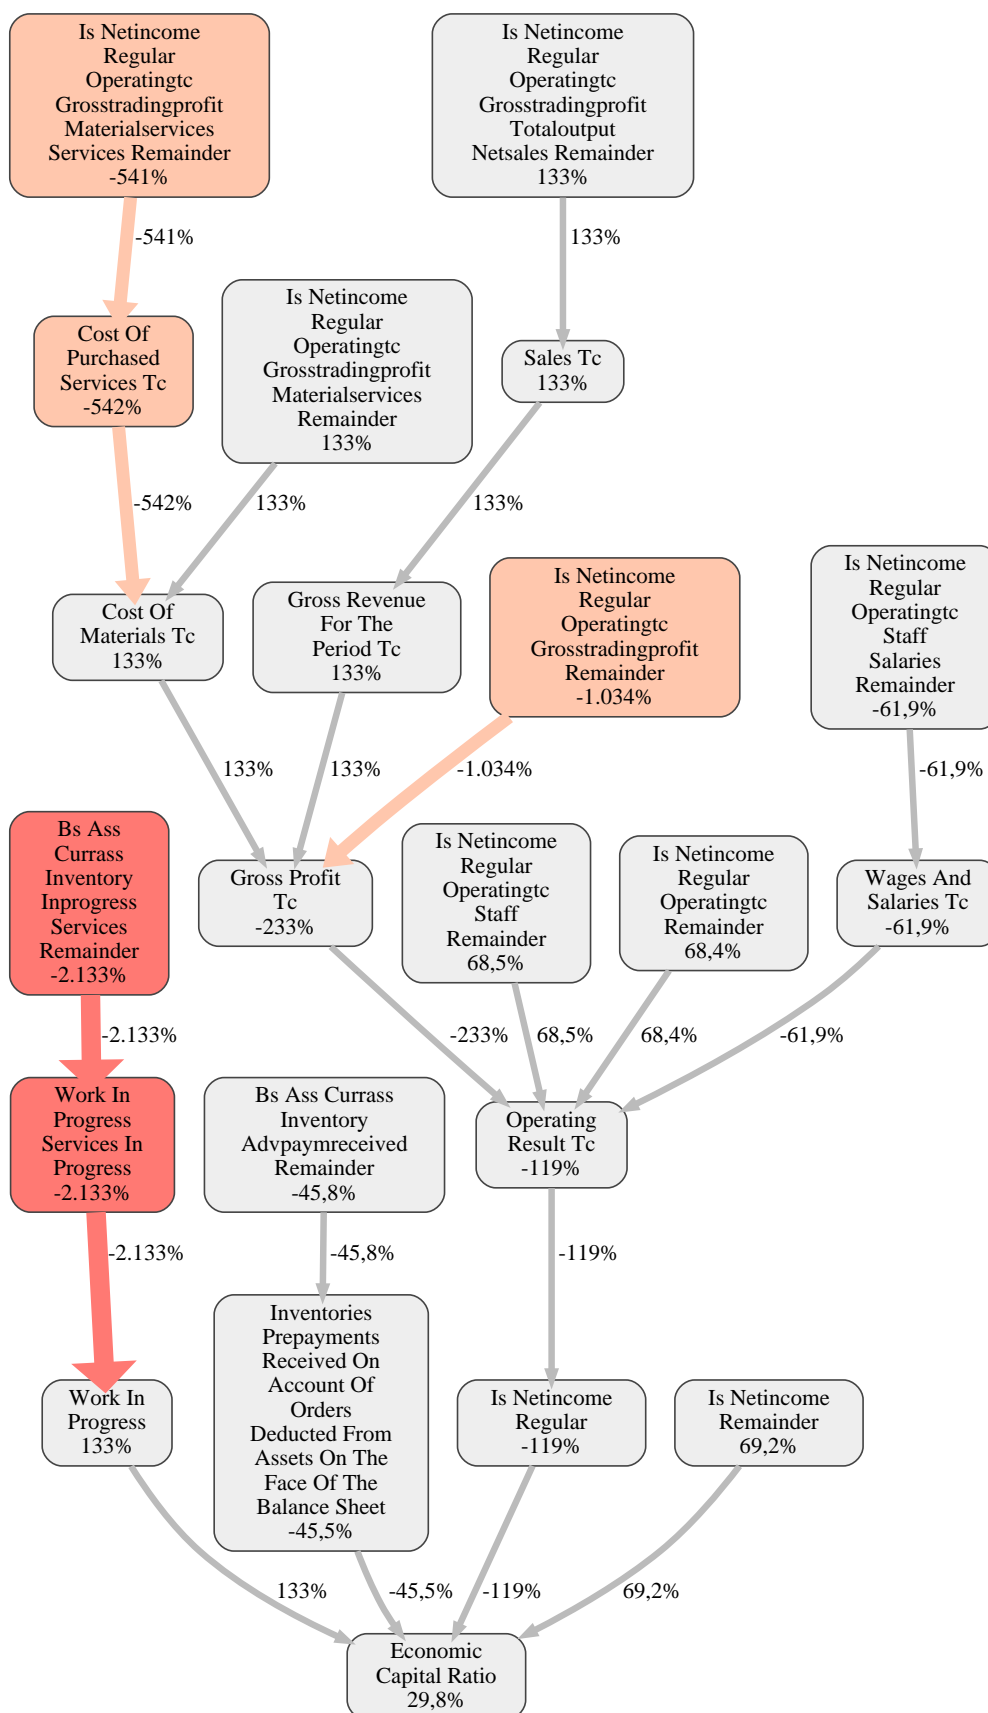 Is Netincome
Regular
Operatingtc
Grosstradingprofit
Materialservices
Services Remainder
-541%
Is Netincome
Regular
Operatingtc
Grosstradingprofit
Totaloutput
Netsales Remainder
133%
-541%
133%
Cost Of
Purchased
Services Tc
-542%
Is Netincome
Regular
Operatingtc
Grosstradingprofit
Materialservices
Remainder
133%
Sales Tc
133%
-542%
133%
133%
Cost Of
Materials Tc
133%
Gross Revenue
For The
Period Tc
133%
Is Netincome
Regular
Operatingtc
Grosstradingprofit
Remainder
-1.034%
Is Netincome
Regular
Operatingtc
Staff
Salaries
Remainder
-61,9%
133%
133%
-1.034%
-61,9%
Bs Ass
Currass
Inventory
Inprogress
Services
Remainder
-2.133%
Gross Profit
Tc
-233%
Is Netincome
Regular
Operatingtc
Staff
Remainder
68,5%
Is Netincome
Regular
Operatingtc
Remainder
68,4%
Wages And
Salaries Tc
-61,9%
-2.133%
-233%
68,5%
68,4%
-61,9%
Work In
Progress
Services In
Progress
-2.133%
Bs Ass Currass
Inventory
Advpaymreceived
Remainder
-45,8%
Operating
Result Tc
-119%
-2.133%
-45,8%
-119%
Work In
Progress
133%
Inventories
Prepayments
Received On
Account Of
Orders
Deducted From
Assets On The
Face Of The
Balance Sheet
-45,5%
Is Netincome
Regular
-119%
Is Netincome
Remainder
69,2%
133%
-45,5%
-119%
69,2%
Economic
Capital Ratio
29,8%